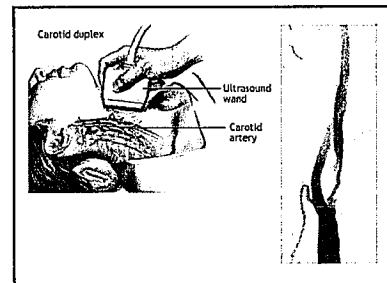 Carotid duplex
Ultrasound
wand
Carotid
artery